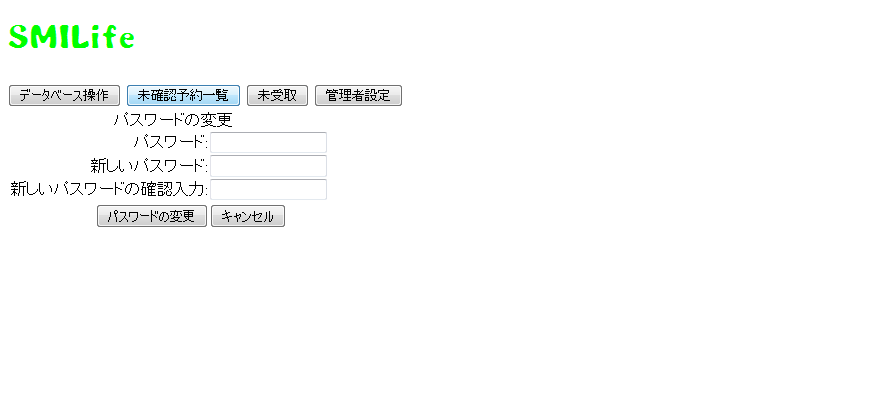 SMILife
データベース操作 未確認予約一覧 未受取 管理者設定
パスワードの変更
パスワード:
新しいパスワード:
新しいパスワードの確認入力:
パスワードの変更 キャンセル